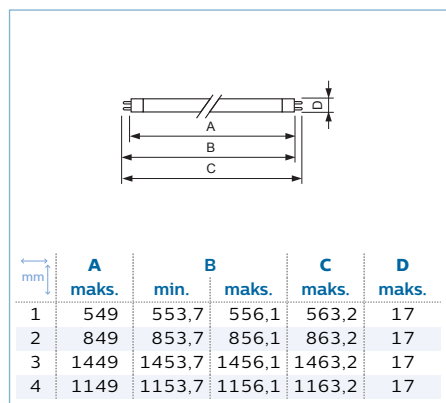 D
A
B
C
mm A B C D
maks. min. maks. maks. maks.
1 549 553,7 556,1 563,2 17
2 849 853,7 856,1 863,2 17
3 1449 1453,7 1456,1 1463,2 17
4 1149 1153,7 1156,1 1163,2 17